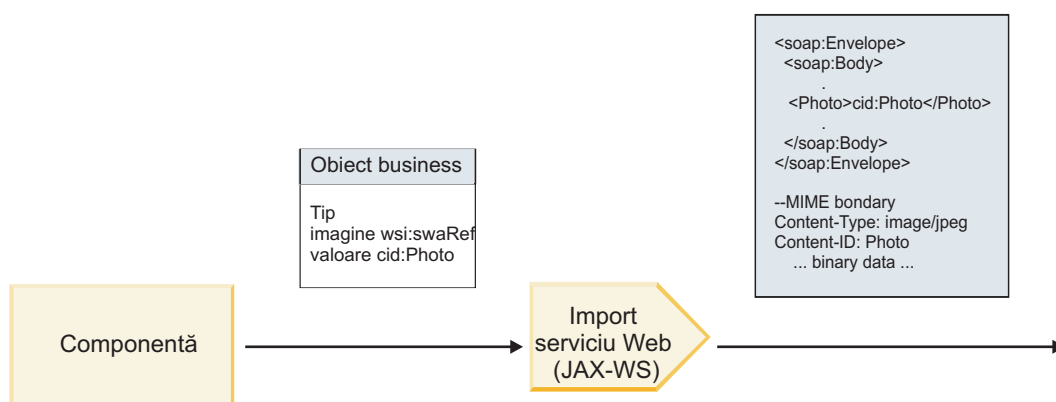 <soap:Envelope>
<soap:Body>
.
<Photo>cid:Photo</Photo>
.
</soap:Body>
</soap:Envelope>
--MIME bondary
Content-Type: image/jpeg
Content-ID: Photo
... binary data ...
Obiect business
Tip
imagine wsi:swaRef
valoare cid:Photo
Componentă
Import
serviciu Web
(JAX-WS)